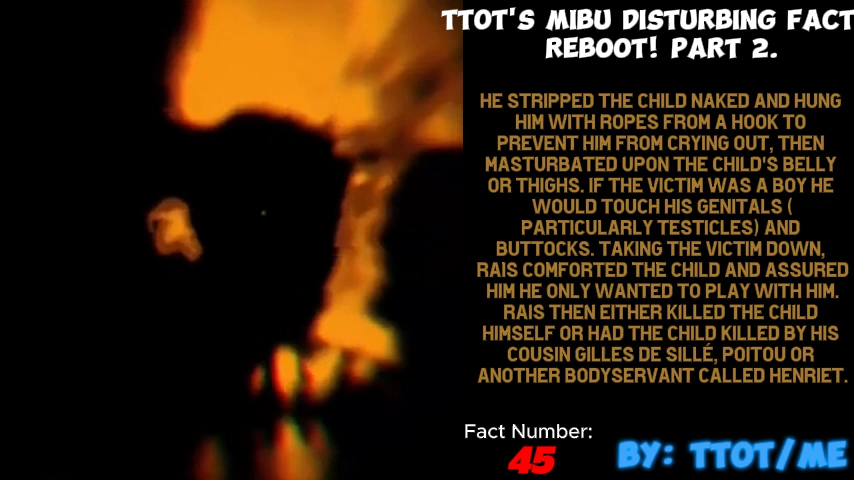 TTOT'S MIBU DISTURBING FACT
REBOOT! PART 2.
HE STRIPPED THE CHILD NAKED AND HUNG
HIM WITH ROPES FROM A HOOK TO
PREVENT HIM FROM CRYING OUT, THEN
MASTURBATED UPON THE CHILD'S BELLY
OR THIGHS. IF THE VICTIM WAS A BOY HE
WOULD TOUCH HIS GENITALS (
PARTICULARLY TESTICLES) AND
BUTTOCKS. TAKING THE VICTIM DOWN,
RAIS COMFORTED THE CHILD AND ASSURED
HIM HE ONLY WANTED TO PLAY WITH HIM.
RAIS THEN EITHER KILLED THE CHILD
HIMSELF OR HAD THE CHILD KILLED BY HIS
COUSIN GILLES DE SILLÉ, POITOU OR
ANOTHER BODYSERVANT CALLED HENRIET.
Fact Number:
45
BY: TTOT/ME